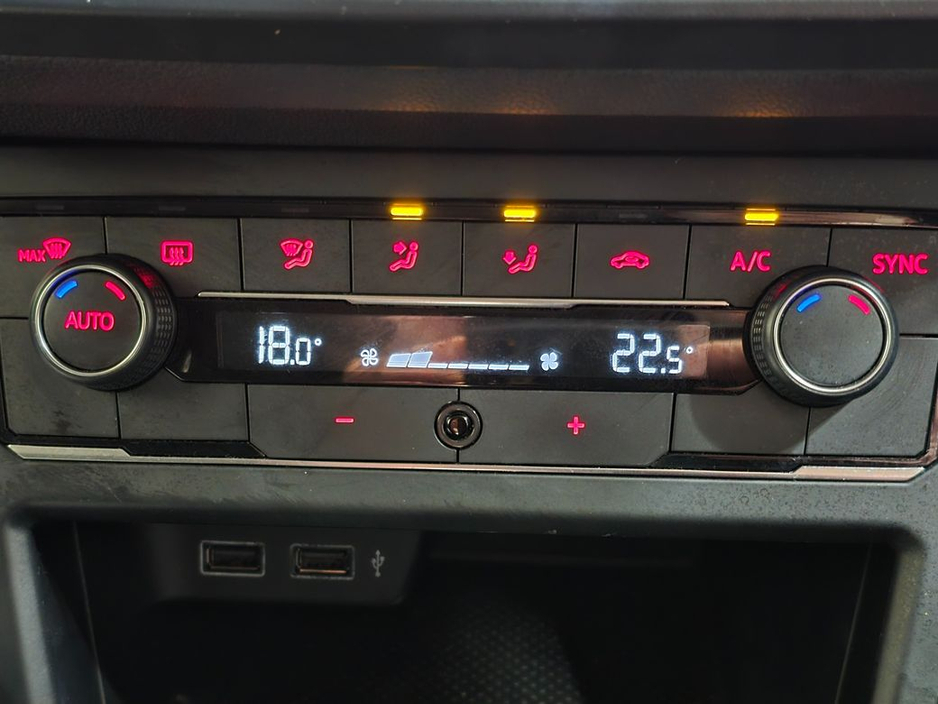 MAX
A/C
SYNC
AUTO
18.0°
22.5°
- +